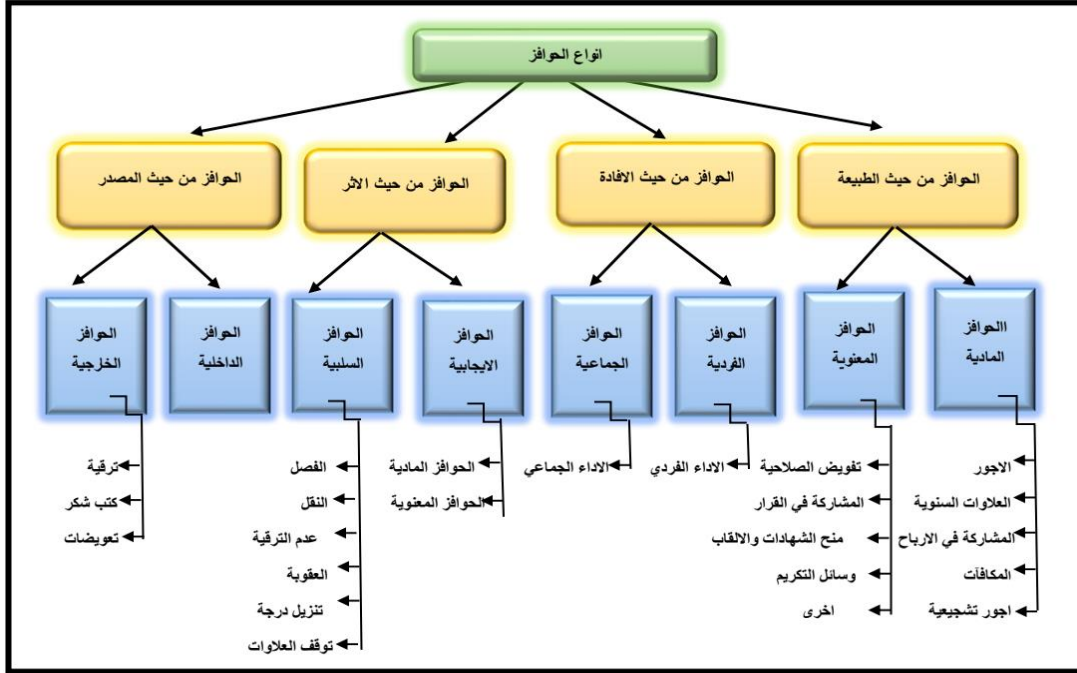 انواع الحوافز
الحوافز من حيث الطبيعة
الحوافز من حيث الافادة
الحوافز من حيث الاثر
الحوافز من حيث المصدر
االحوافز
المادية
الحوافز
المعنوية
الحوافز
الفردية
الحوافز
الجماعية
الحوافز
الايجابية
الحوافز
السلبية
الحوافز
الداخلية
الحوافز
الخارجية
الاجور
العلاوات السنوية
المشاركة في الارباح
المكافآت
اجور تشجيعية
تفويض الصلاحية
المشاركة في القرار
منح الشهادات والالقاب
وسائل التكريم
اخرى
الاداء الفردي
الاداء الجماعي
الحوافز المادية
الحوافز المعنوية
الفصل
النقل
عدم الترقية
العقوبة
تنزيل درجة
توقف العلاوات
ترقية
كتب شكر
تعويضات